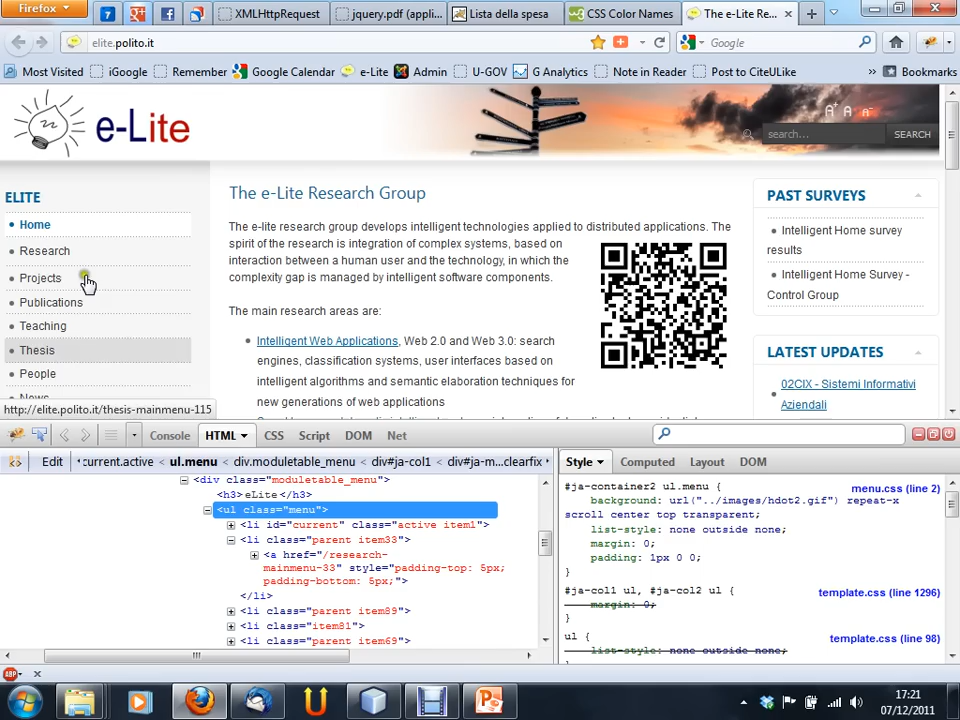 Firefox
7
XMLHttpRequest
jquery.pdf (appli...
Lista della spesa
CSS Color Names
The e-Lite Re...
elite.polito.it
Google
Most Visited
iGoogle
Remember
Google Calendar
e-Lite
Admin
U-GOV
G Analytics
Note in Reader
Post to CiteULike
»
Bookmarks
e-Lite
A+ A A-
search...
SEARCH
ELITE
Home
Research
Projects
Publications
Teaching
Thesis
People
News
http://elite.polito.it/thesis-mainmenu-115
The e-Lite Research Group
The e-lite research group develops intelligent technologies applied to distributed applications. The
spirit of the research is integration of complex systems, based on
interaction between a human user and the technology, in which the
complexity gap is managed by intelligent software components.
The main research areas are:
Intelligent Web Applications, Web 2.0 and Web 3.0: search
engines, classification systems, user interfaces based on
intelligent algorithms and semantic elaboration techniques for
new generations of web applications
PAST SURVEYS
Intelligent Home survey
results
Intelligent Home Survey -
Control Group
LATEST UPDATES
02CIX - Sistemi Informativi
Aziendali
Console
HTML
CSS
Script
DOM
Net
Edit
current.active < ul.menu < div.moduletable_menu < div#ja-col1 < div#ja-m...clearfix
Style
Computed
Layout
DOM
<div class="moduletable_menu">
<h3>eLite</h3>
<ul class="menu">
<li id="current" class="active item1">
<li class="parent item33">
<a href="/research-
mainmenu-33" style="padding-top: 5px;
padding-bottom: 5px;">
</li>
<li class="parent item89">
<li class="item81">
<li class="parent item69">
#ja-container2 ul.menu {
menu.css (line 2)
background: url("../images/hdot2.gif") repeat-x
scroll center top transparent;
list-style: none outside none;
margin: 0;
padding: 1px 0 0;
}
#ja-col1 ul, #ja-col2 ul {
template.css (line 1296)
margin: 0;
}
ul {
template.css (line 98)
list-style: none outside none;
ABP
17:21
07/12/2011